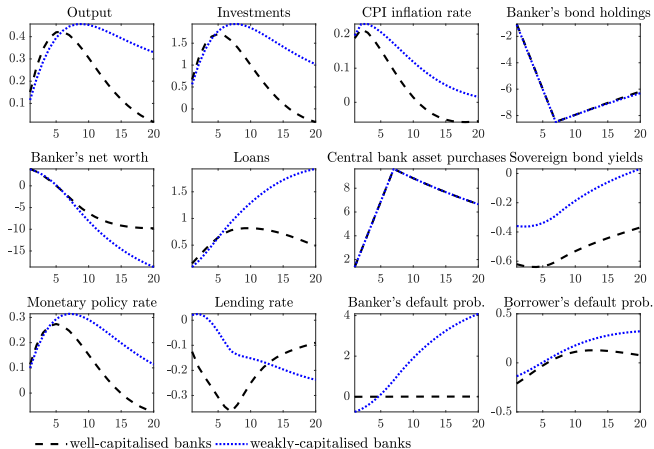 Output Investments CPI inflation rate Banker's bond holdings
0.4
0.3
0.2
0.1
5 10 15 20
1.5
1
0.5
0
5 10 15 20
0.2
0.1
0
5 10 15 20
-2
-4
-6
-8
5 10 15 20
Banker's net worth Loans Central bank asset purchases Sovereign bond yields
0
-5
-10
-15
5 10 15 20
1.5
1
0.5
5 10 15 20
8
6
4
2
5 10 15 20
0
-0.2
-0.4
-0.6
5 10 15 20
Monetary policy rate Lending rate Banker's default prob. Borrower's default prob.
0.3
0.2
0.1
0
5 10 15 20
0
-0.1
-0.2
-0.3
5 10 15 20
4
2
0
5 10 15 20
0.5
0
-0.5
5 10 15 20
well-capitalised banks weakly-capitalised banks